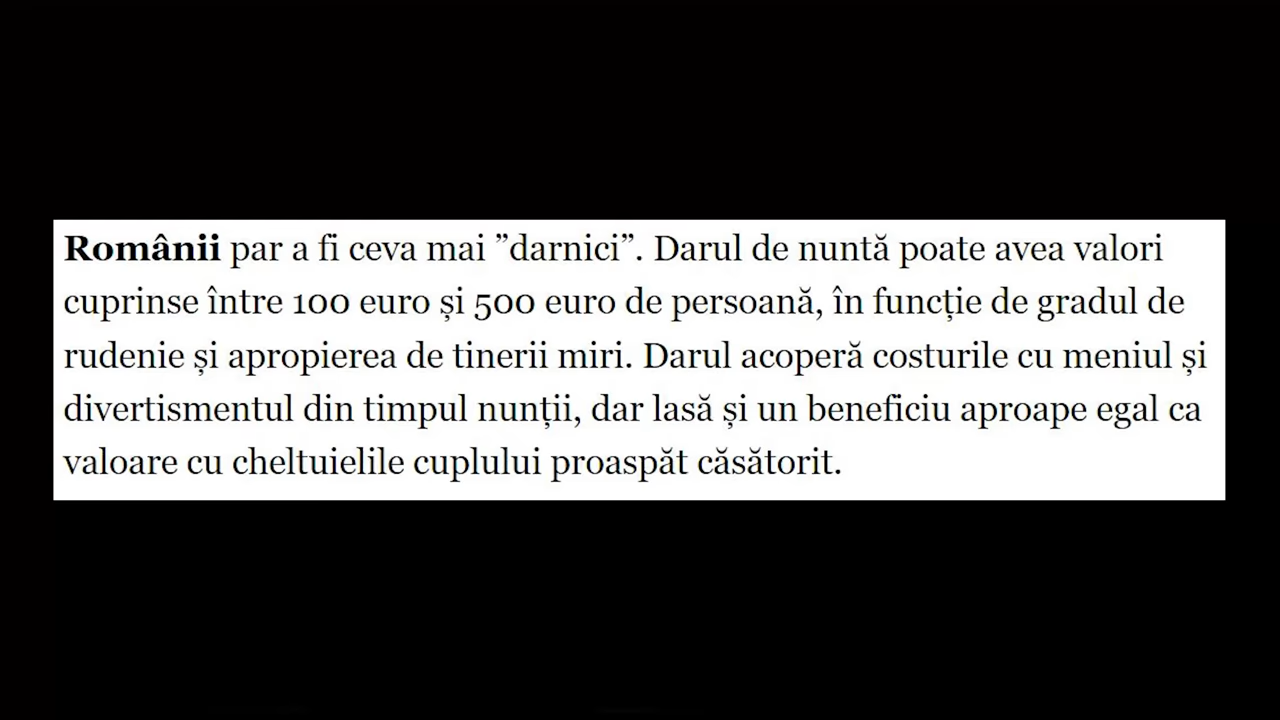 Românii par a fi ceva mai ”darnici”. Darul de nuntă poate avea valori
cuprinse între 100 euro și 500 euro de persoană, în funcție de gradul de
rudenie și apropierea de tinerii miri. Darul acoperă costurile cu meniul și
divertismentul din timpul nunții, dar lasă și un beneficiu aproape egal ca
valoare cu cheltuielile cuplului proaspăt căsătorit.